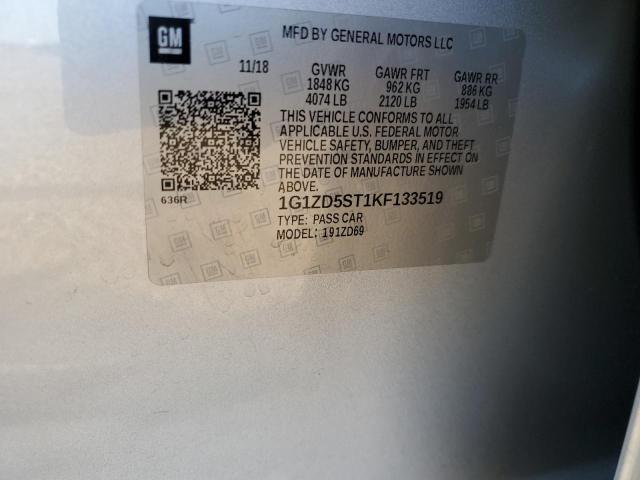 GM
MFD BY GENERAL MOTORS LLC
11/18 GVWR GAWR FRT GAWR RR
1848 KG 962 KG 886 KG
4074 LB 2120 LB 1954 LB
THIS VEHICLE CONFORMS TO ALL
APPLICABLE U.S. FEDERAL MOTOR
VEHICLE SAFETY, BUMPER, AND THEFT
PREVENTION STANDARDS IN EFFECT ON
THE DATE OF MANUFACTURE SHOWN
ABOVE.
636R
1G1ZD5ST1KF133519
TYPE: PASS CAR
MODEL: 191ZD69